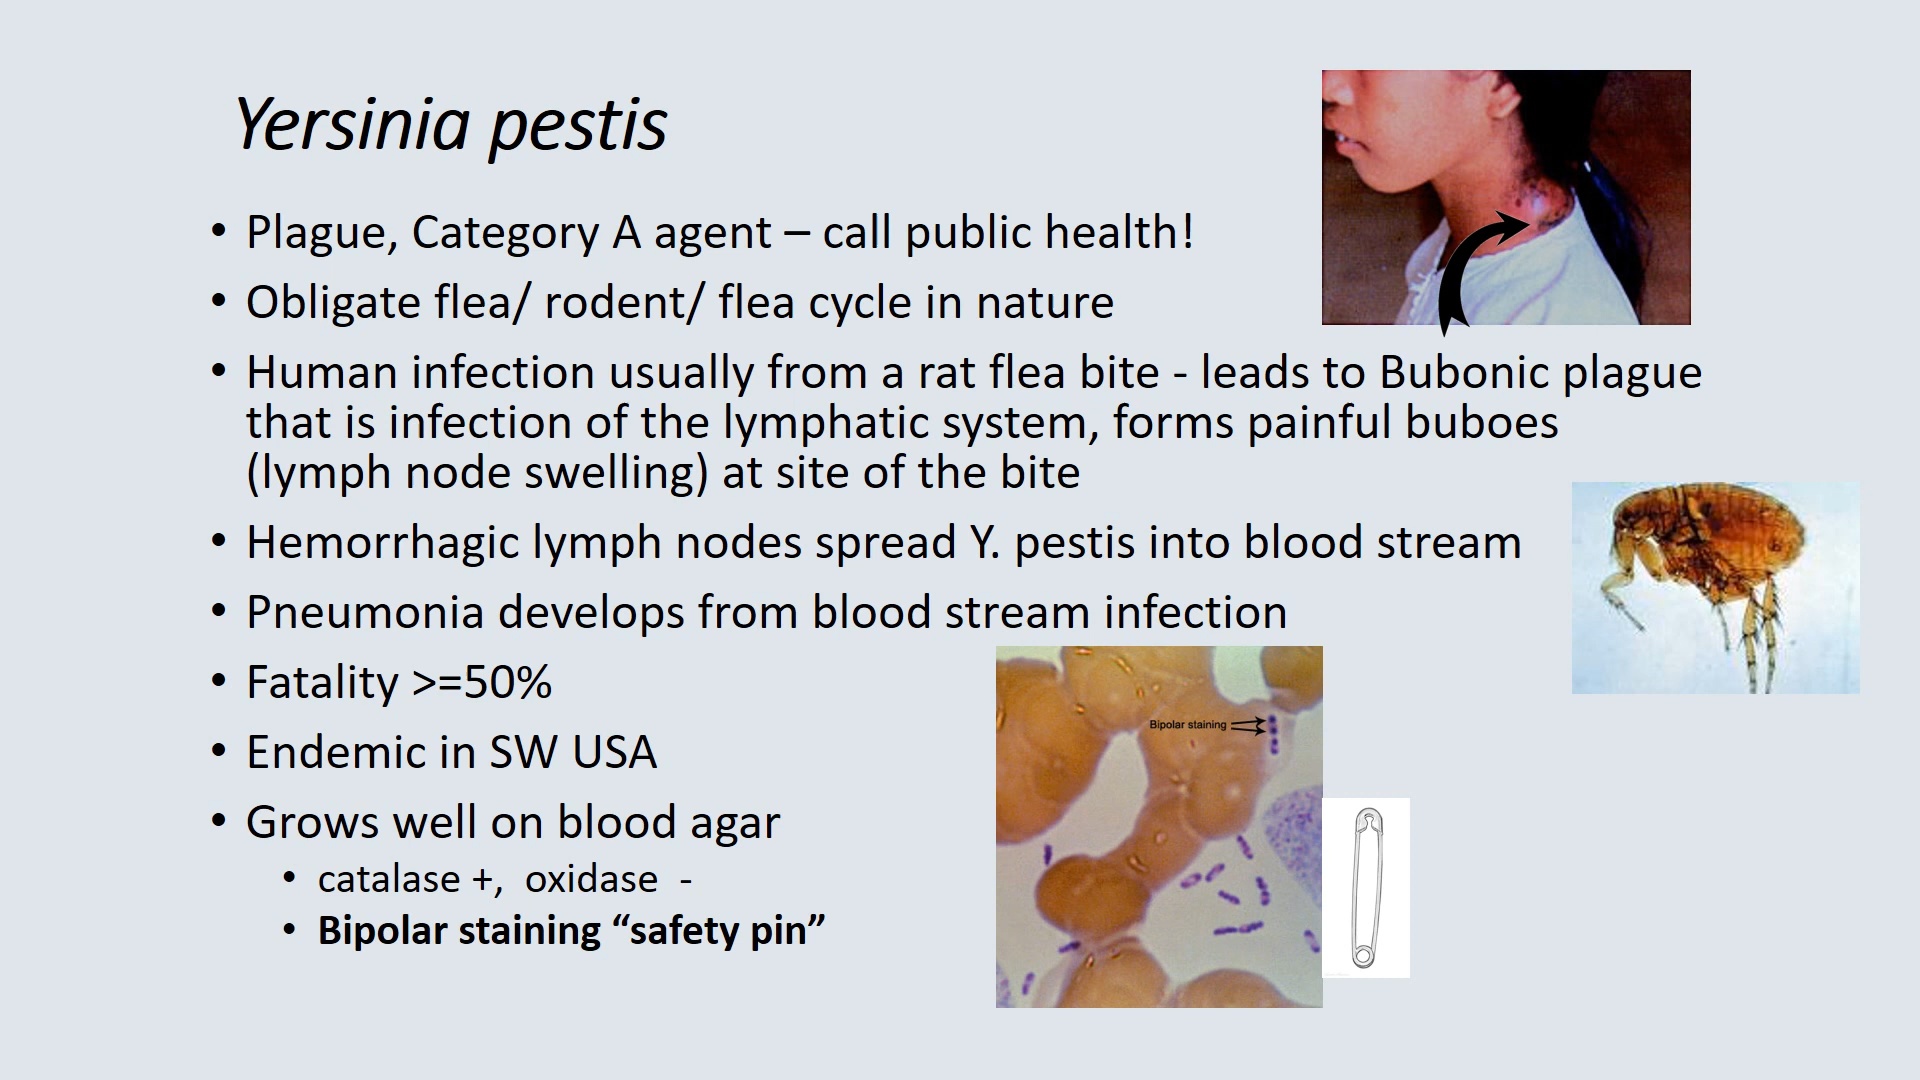 Yersinia pestis
• Plague, Category A agent – call public health!
• Obligate flea/ rodent/ flea cycle in nature
• Human infection usually from a rat flea bite - leads to Bubonic plague
that is infection of the lymphatic system, forms painful buboes
(lymph node swelling) at site of the bite
• Hemorrhagic lymph nodes spread Y. pestis into blood stream
• Pneumonia develops from blood stream infection
• Fatality >=50%
• Endemic in SW USA
• Grows well on blood agar
• catalase +,  oxidase  -
• Bipolar staining “safety pin”
Bipolar staining